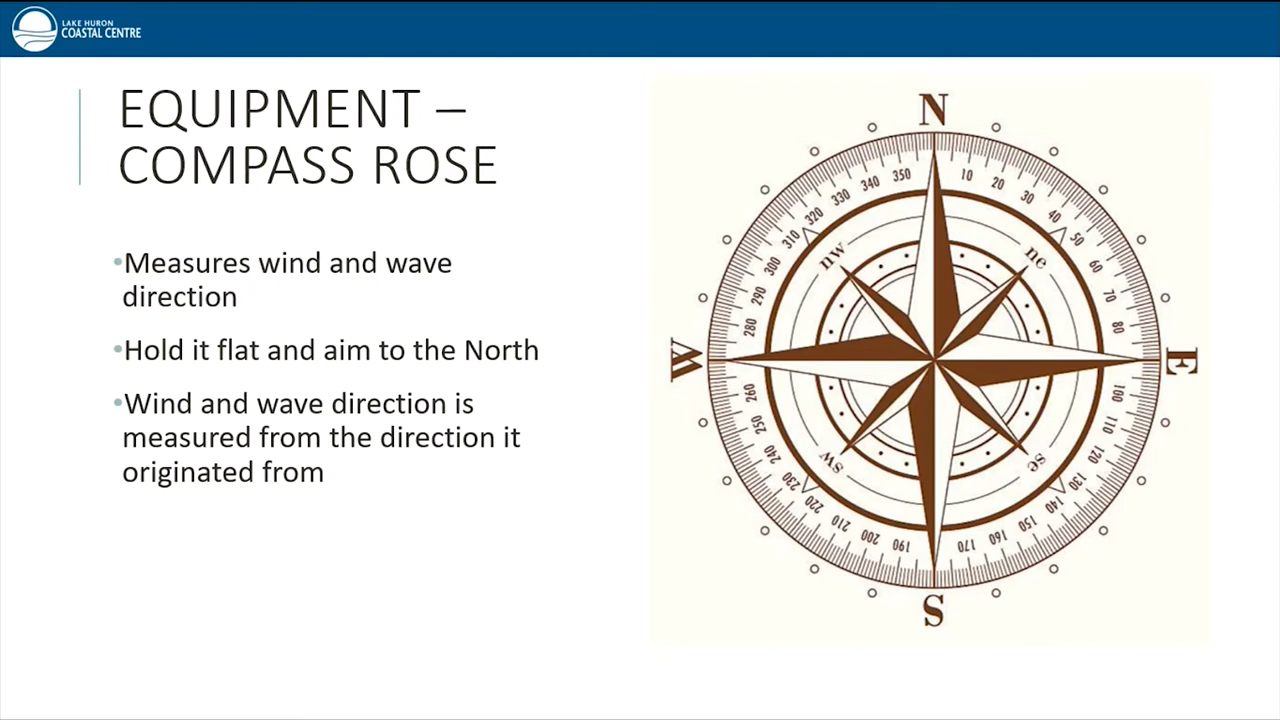 LAKE HURON
COASTAL CENTRE
EQUIPMENT –
COMPASS ROSE
•Measures wind and wave
direction
•Hold it flat and aim to the North
•Wind and wave direction is
measured from the direction it
originated from
N
350 10
340 20
330 30
320 40
310 50
nw ne
300 60
290 70
280 80
W E
260 100
250 110
240 120
sw se
230 130
220 140
210 150
200 160
190 170
S